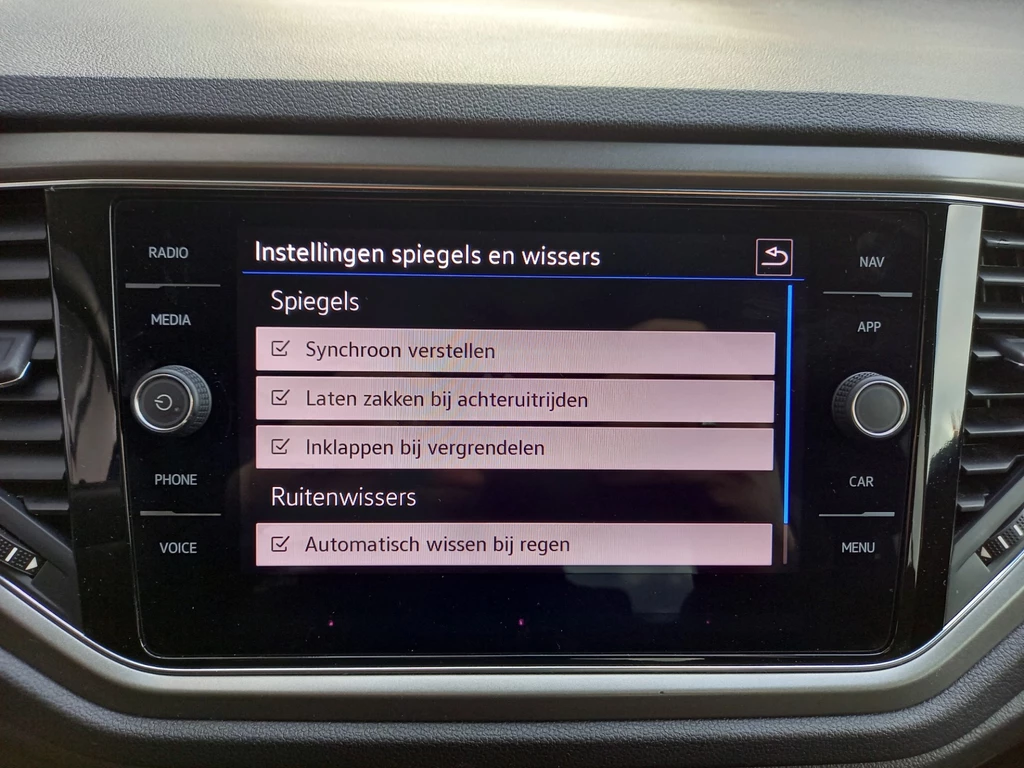 Instellingen spiegels en wissers
Spiegels
Synchroon verstellen
Laten zakken bij achteruitrijden
Inklappen bij vergrendelen
Ruitenwissers
Automatisch wissen bij regen
RADIO
MEDIA
PHONE
VOICE
NAV
APP
CAR
MENU